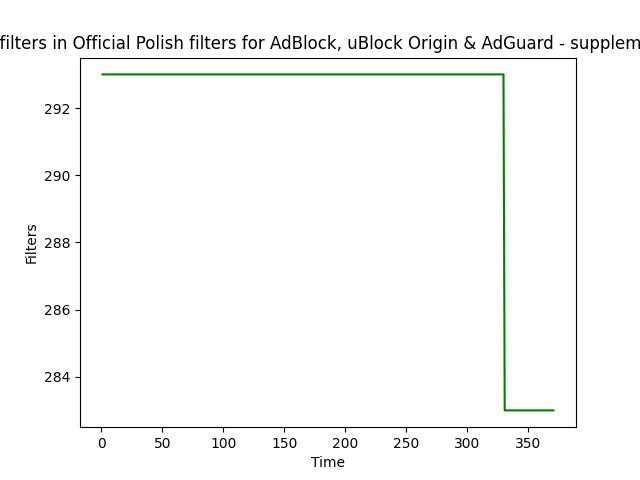 filters in Official Polish filters for AdBlock, uBlock Origin & AdGuard - supplem
292
290
288
286
284
Filters
0 50 100 150 200 250 300 350
Time